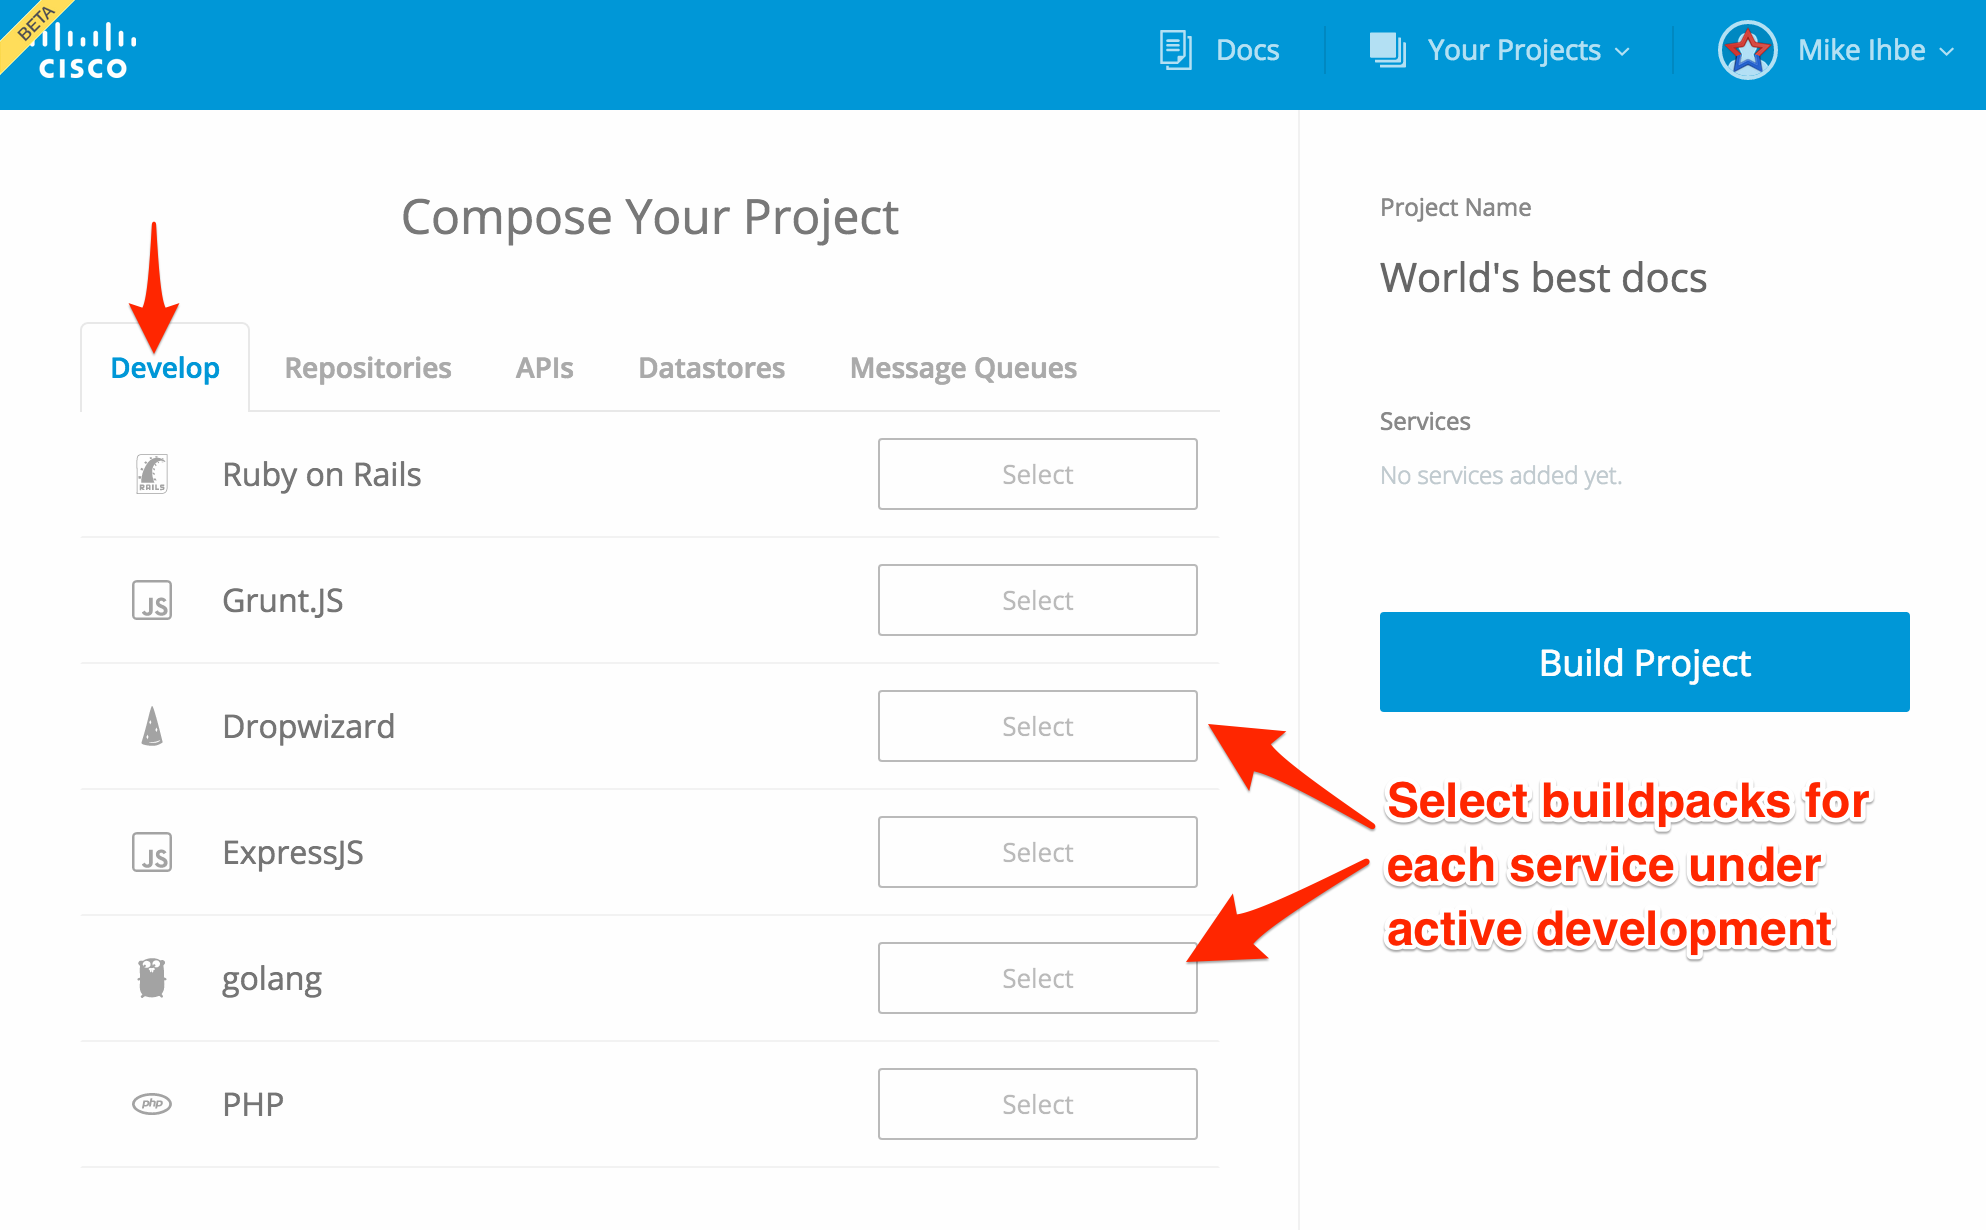 BETA
CISCO
Docs
Your Projects
Mike Ihbe
Compose Your Project
Develop
Repositories
APIs
Datastores
Message Queues
RAILS
Ruby on Rails
Select
JS
Grunt.JS
Select
Dropwizard
Select
JS
ExpressJS
Select
golang
Select
php
PHP
Select
Project Name
World's best docs
Services
No services added yet.
Build Project
Select buildpacks for
each service under
active development